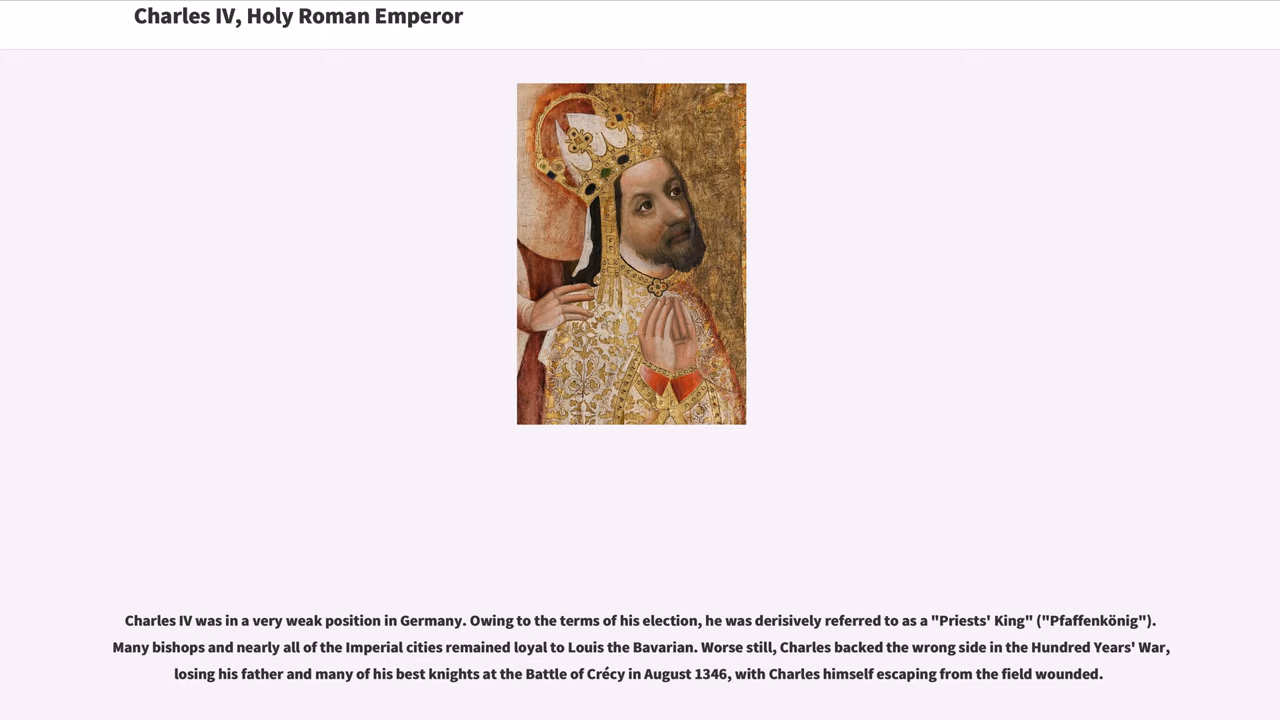 Charles IV, Holy Roman Emperor
Charles IV was in a very weak position in Germany. Owing to the terms of his election, he was derisively referred to as a "Priests' King" ("Pfaffenkönig").
Many bishops and nearly all of the Imperial cities remained loyal to Louis the Bavarian. Worse still, Charles backed the wrong side in the Hundred Years' War,
losing his father and many of his best knights at the Battle of Crécy in August 1346, with Charles himself escaping from the field wounded.